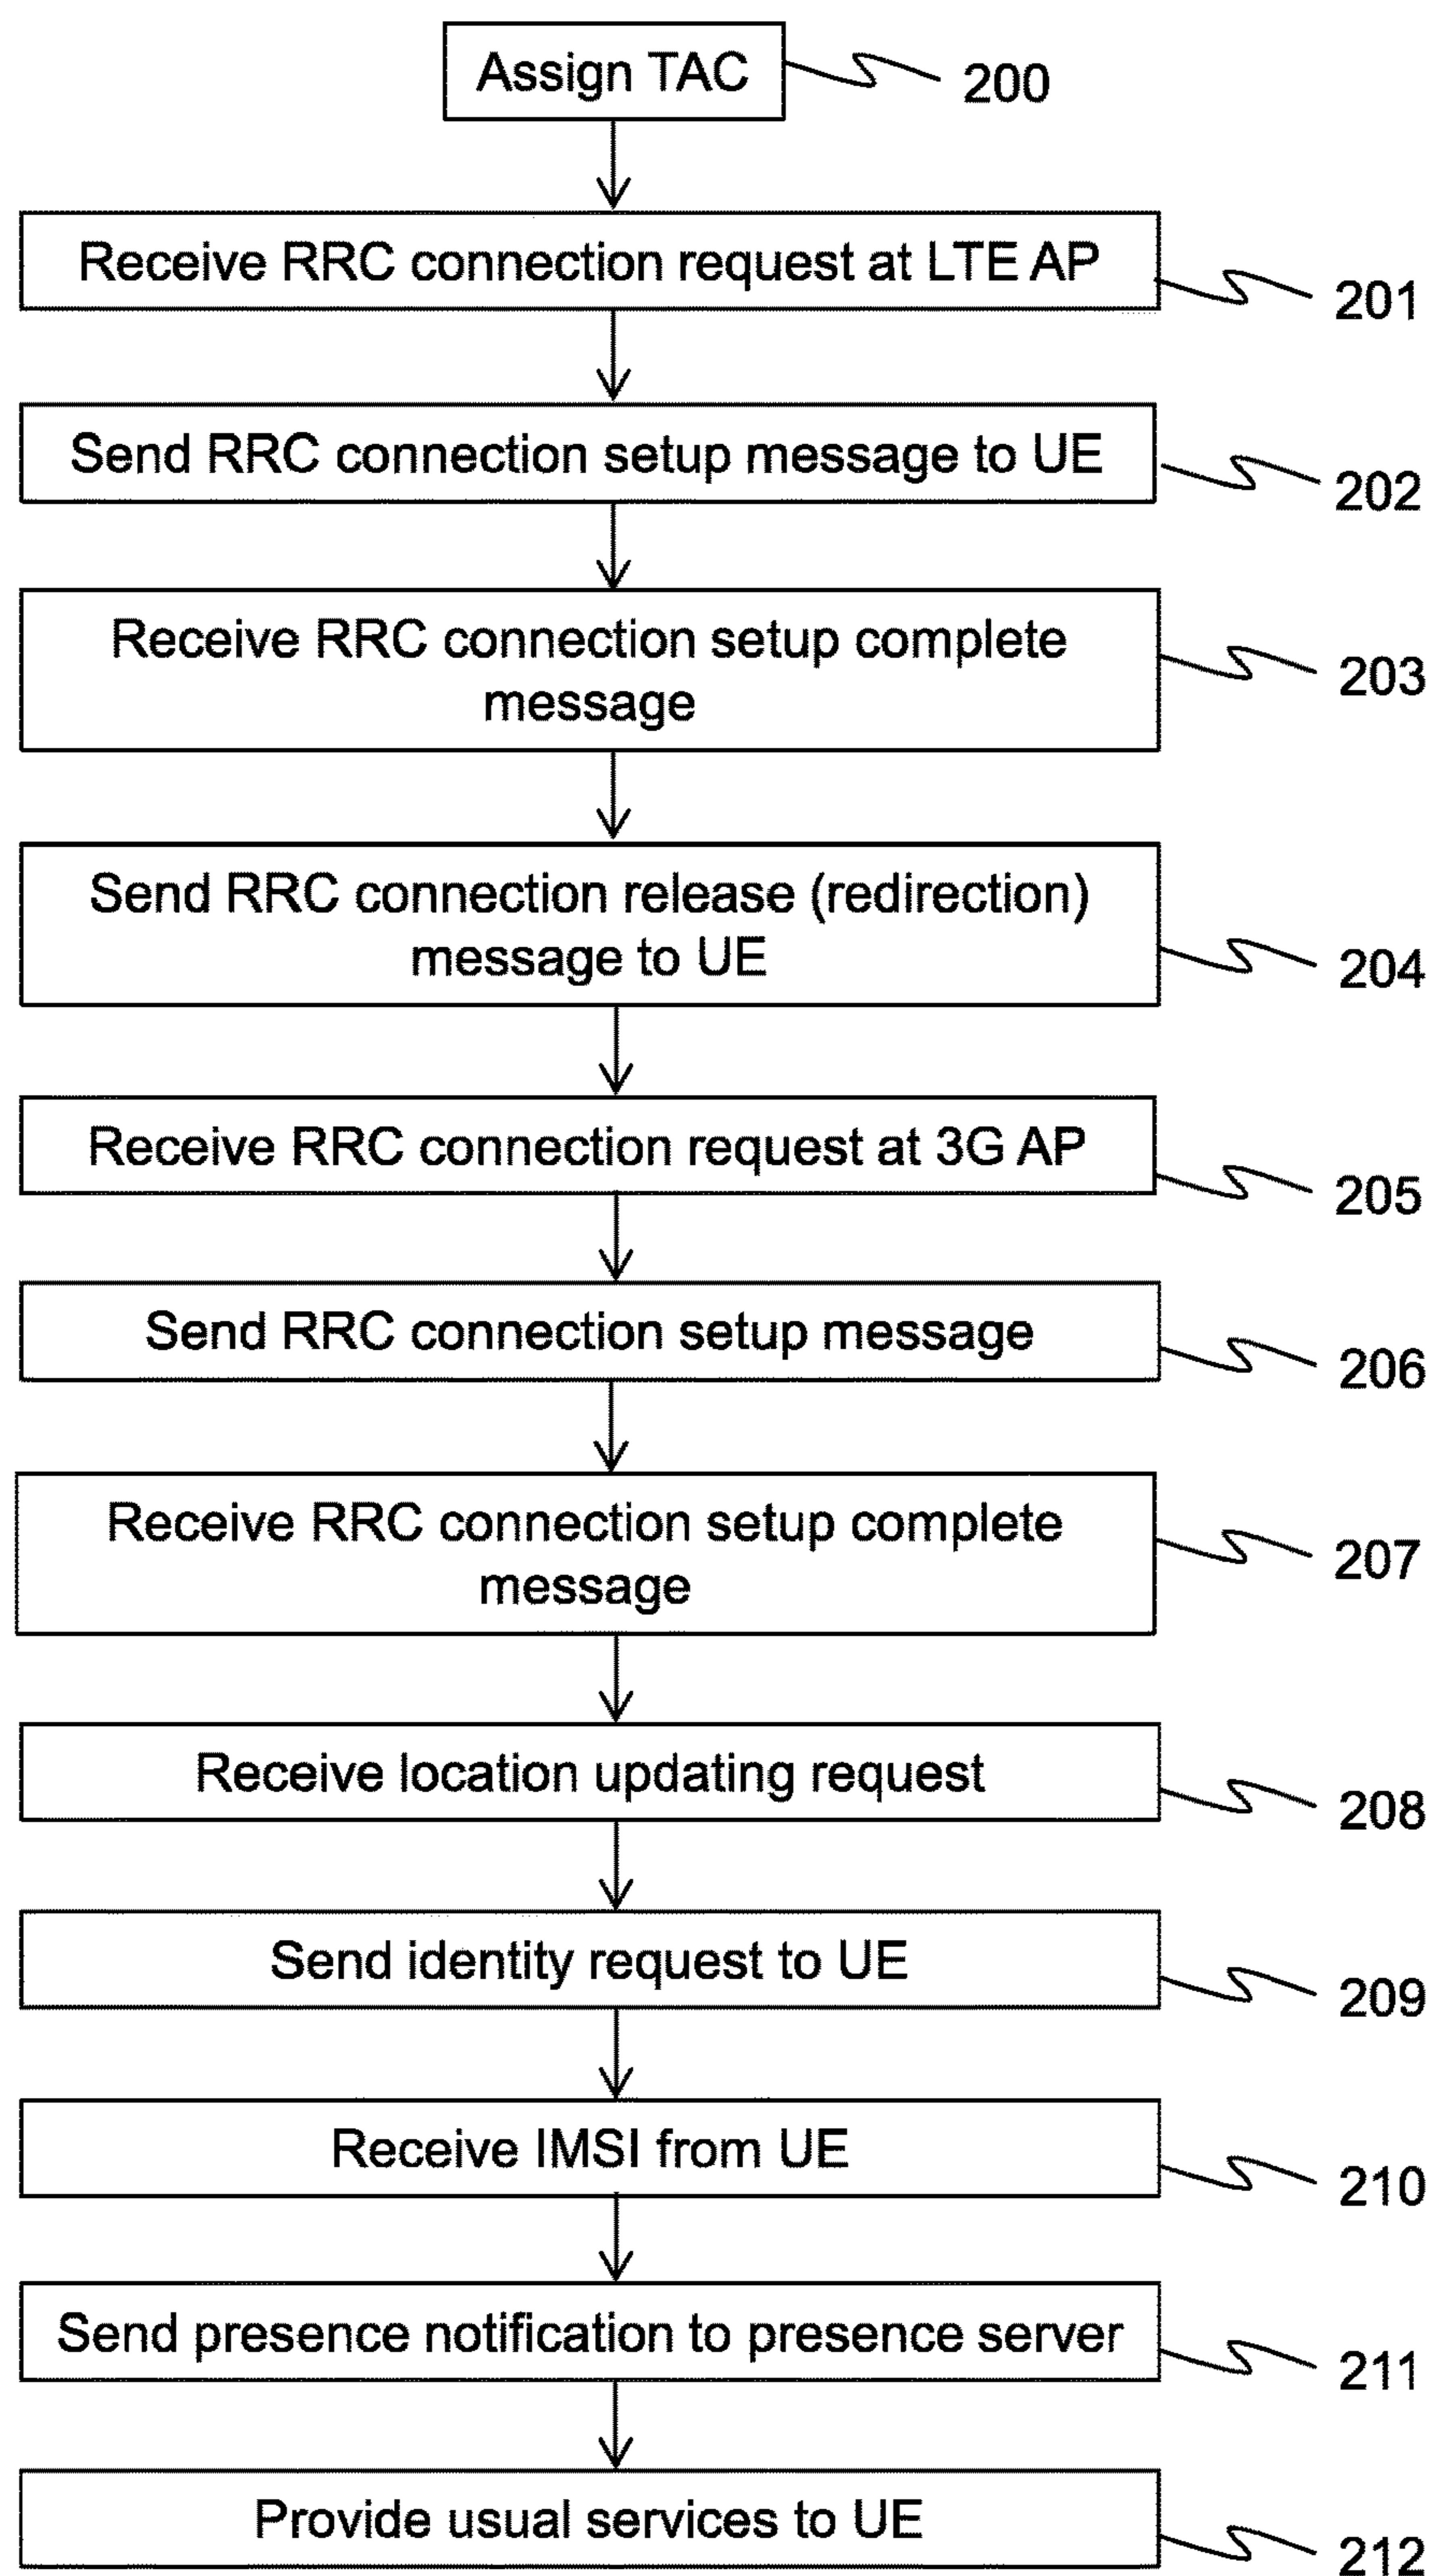 Assign TAC
200
Receive RRC connection request at LTE AP
201
Send RRC connection setup message to UE
202
Receive RRC connection setup complete
message
203
Send RRC connection release (redirection)
message to UE
204
Receive RRC connection request at 3G AP
205
Send RRC connection setup message
206
Receive RRC connection setup complete
message
207
Receive location updating request
208
Send identity request to UE
209
Receive IMSI from UE
210
Send presence notification to presence server
211
Provide usual services to UE
212